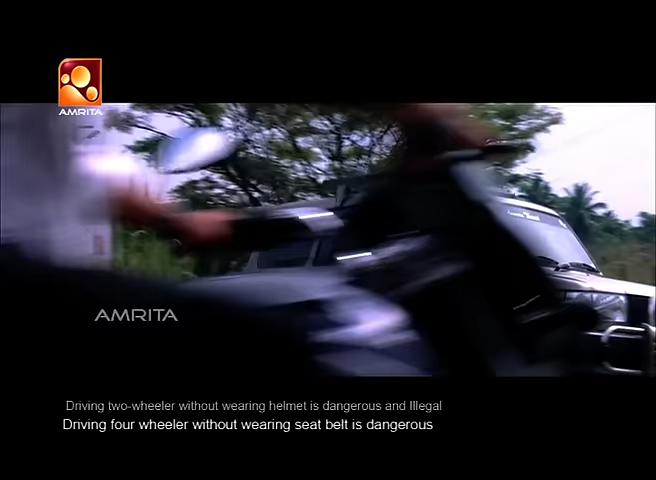 AMRITA
AMRITA
Driving two-wheeler without wearing helmet is dangerous and Illegal
Driving four wheeler without wearing seat belt is dangerous